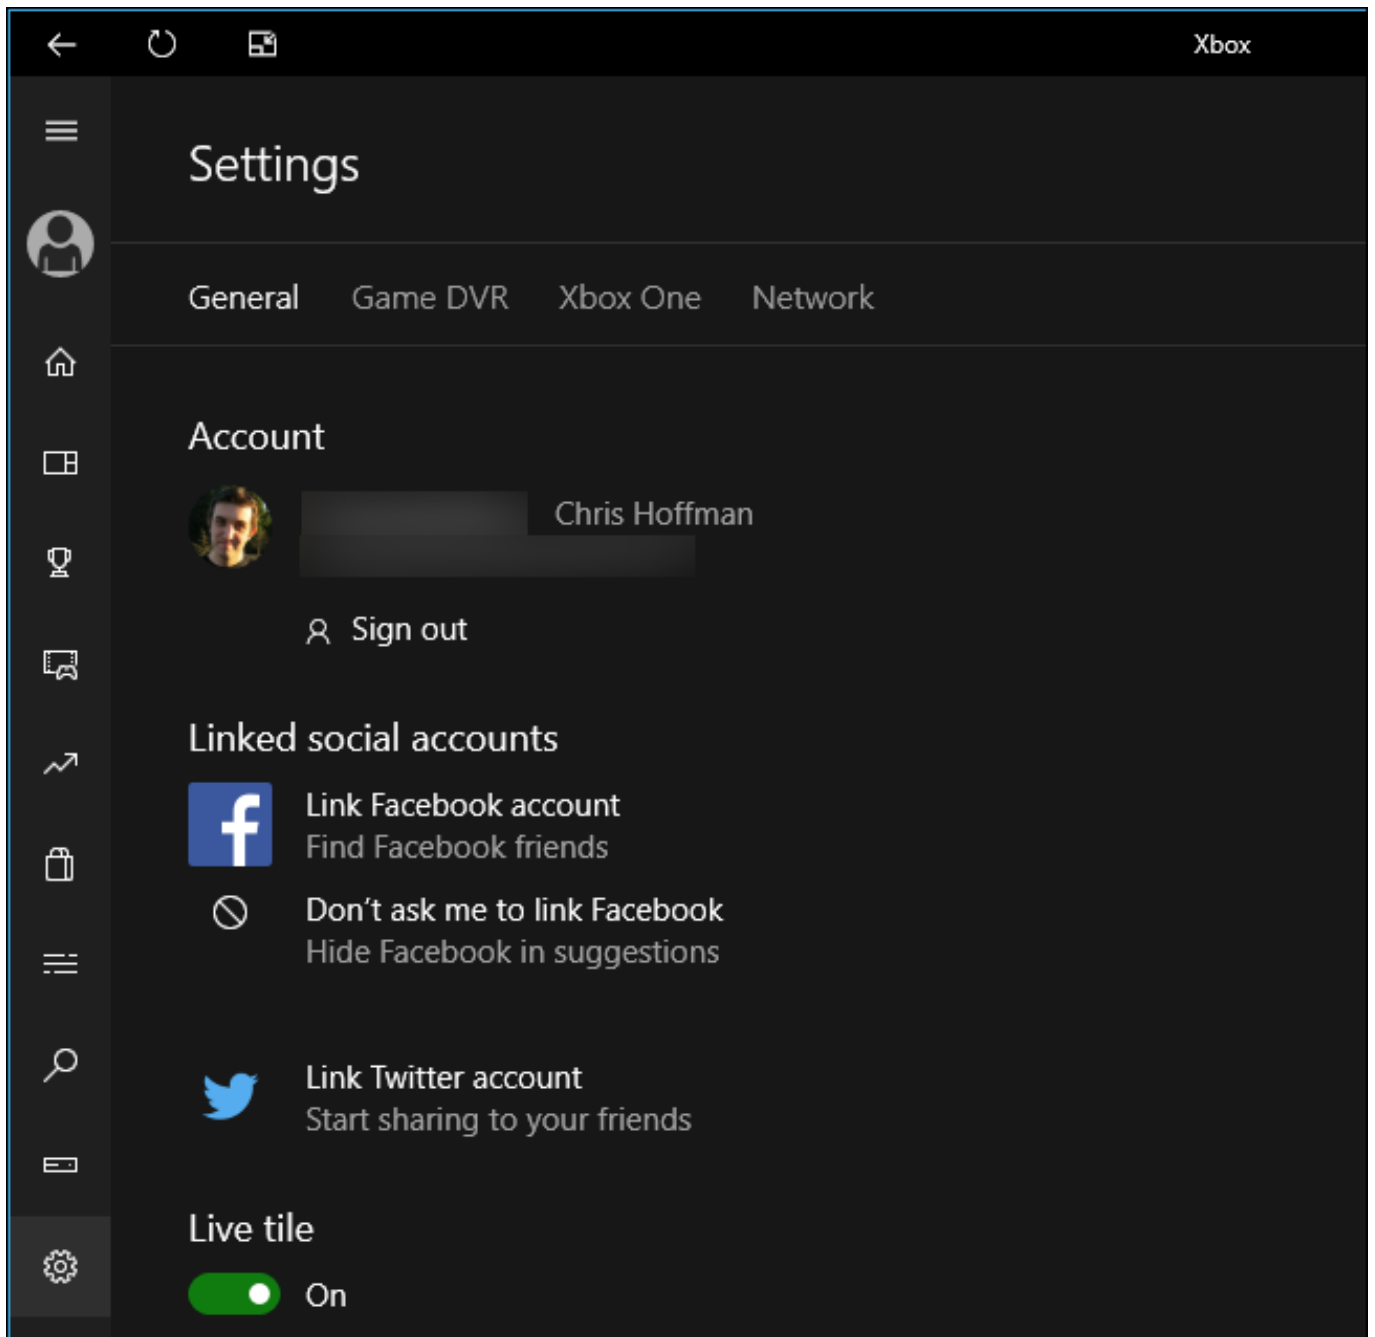 Xbox
Settings
General Game DVR Xbox One Network
Account
Chris Hoffman
Sign out
Linked social accounts
Link Facebook account
Find Facebook friends
Don't ask me to link Facebook
Hide Facebook in suggestions
Link Twitter account
Start sharing to your friends
Live tile
On